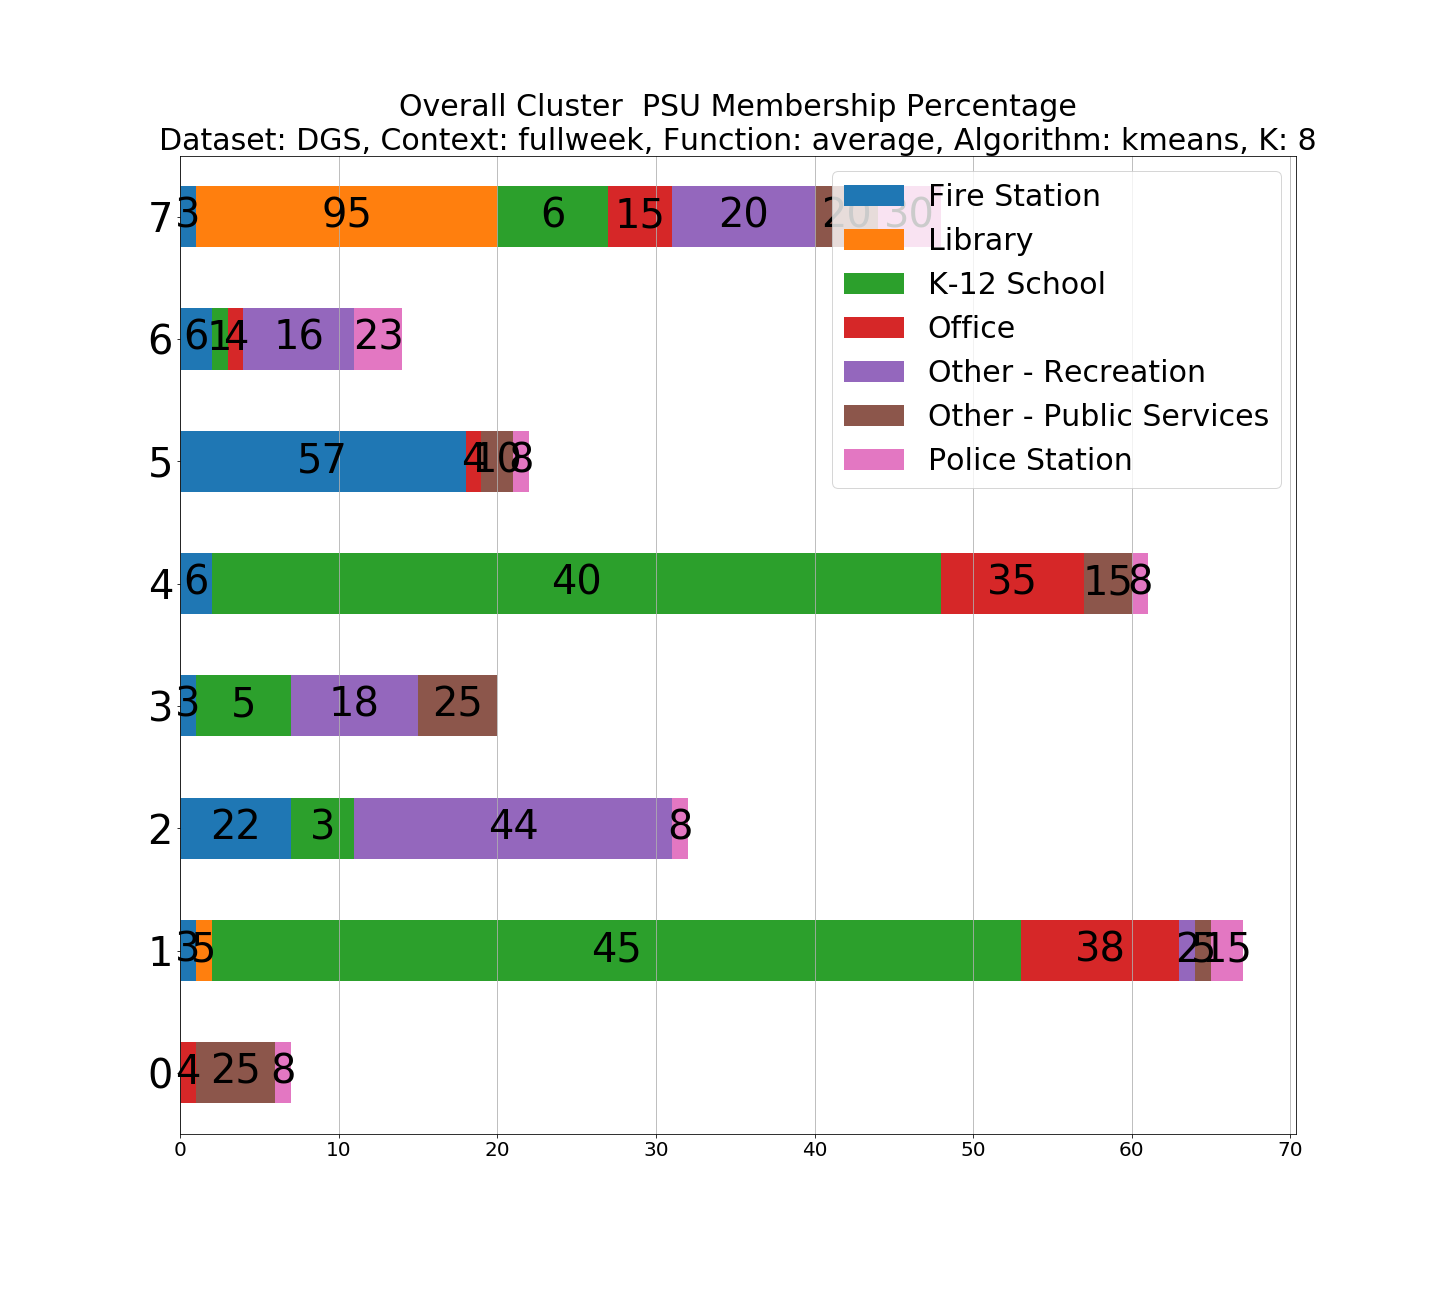 Overall Cluster  PSU Membership Percentage
Dataset: DGS, Context: fullweek, Function: average, Algorithm: kmeans, K: 8
7 3 95 6 15 20 20 30
Fire Station
Library
K-12 School
Office
Other - Recreation
Other - Public Services
Police Station
6 6 1 4 16 23
5 57 4 10 8
4 6 40 35 15 8
3 3 5 18 25
2 22 3 44 8
1 3 5 45 38 2 5 15
0 4 25 8
0 10 20 30 40 50 60 70